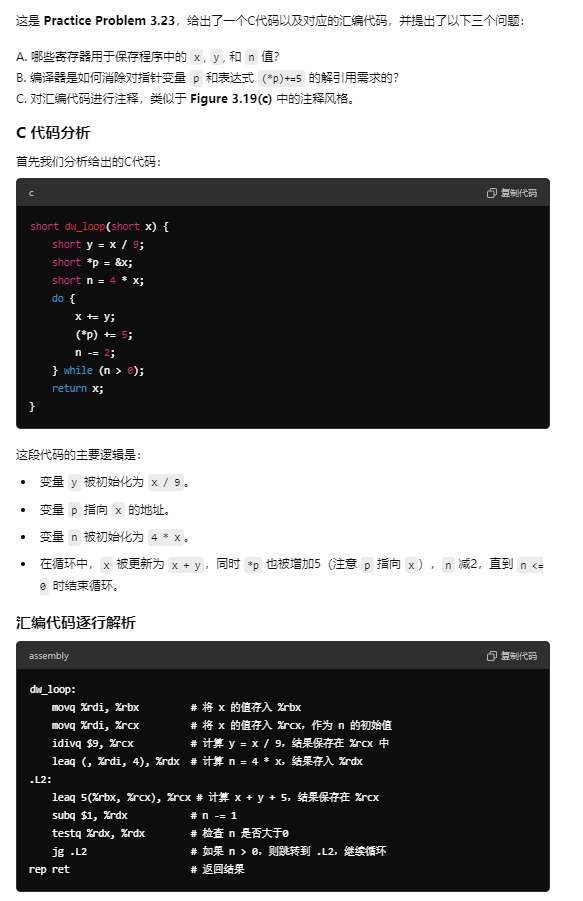 这是 Practice Problem 3.23，给出了一个C代码以及对应的汇编代码，并提出了以下三个问题：
A. 哪些寄存器用于保存程序中的 x, y, 和 n 值？
B. 编译器是如何消除对指针变量 p 和表达式 (*p)+=5 的解引用需求的？
C. 对汇编代码进行注释，类似于 Figure 3.19(c) 中的注释风格。
C 代码分析
首先我们分析给出的C代码：
c 复制代码
short dw_loop(short x) {
    short y = x / 9;
    short *p = &x;
    short n = 4 * x;
    do {
        x += y;
        (*p) += 5;
        n -= 2;
    } while (n > 0);
    return x;
}
这段代码的主要逻辑是：
• 变量 y 被初始化为 x / 9。
• 变量 p 指向 x 的地址。
• 变量 n 被初始化为 4 * x。
• 在循环中，x 被更新为 x + y，同时 *p 也被增加5（注意 p 指向 x），n 减2，直到 n <=
0 时结束循环。
汇编代码逐行解析
assembly 复制代码
dw_loop:
    movq %rdi, %rbx         # 将 x 的值存入 %rbx
    movq %rdi, %rcx         # 将 x 的值存入 %rcx，作为 n 的初始值
    idivq $9, %rcx          # 计算 y = x / 9，结果保存在 %rcx 中
    leaq (, %rdi, 4), %rdx  # 计算 n = 4 * x，结果存入 %rdx
.L2:
    leaq 5(%rbx, %rcx), %rcx # 计算 x + y + 5，结果保存在 %rcx
    subq $1, %rdx           # n -= 1
    testq %rdx, %rdx        # 检查 n 是否大于0
    jg .L2                  # 如果 n > 0，则跳转到 .L2，继续循环
rep ret                     # 返回结果